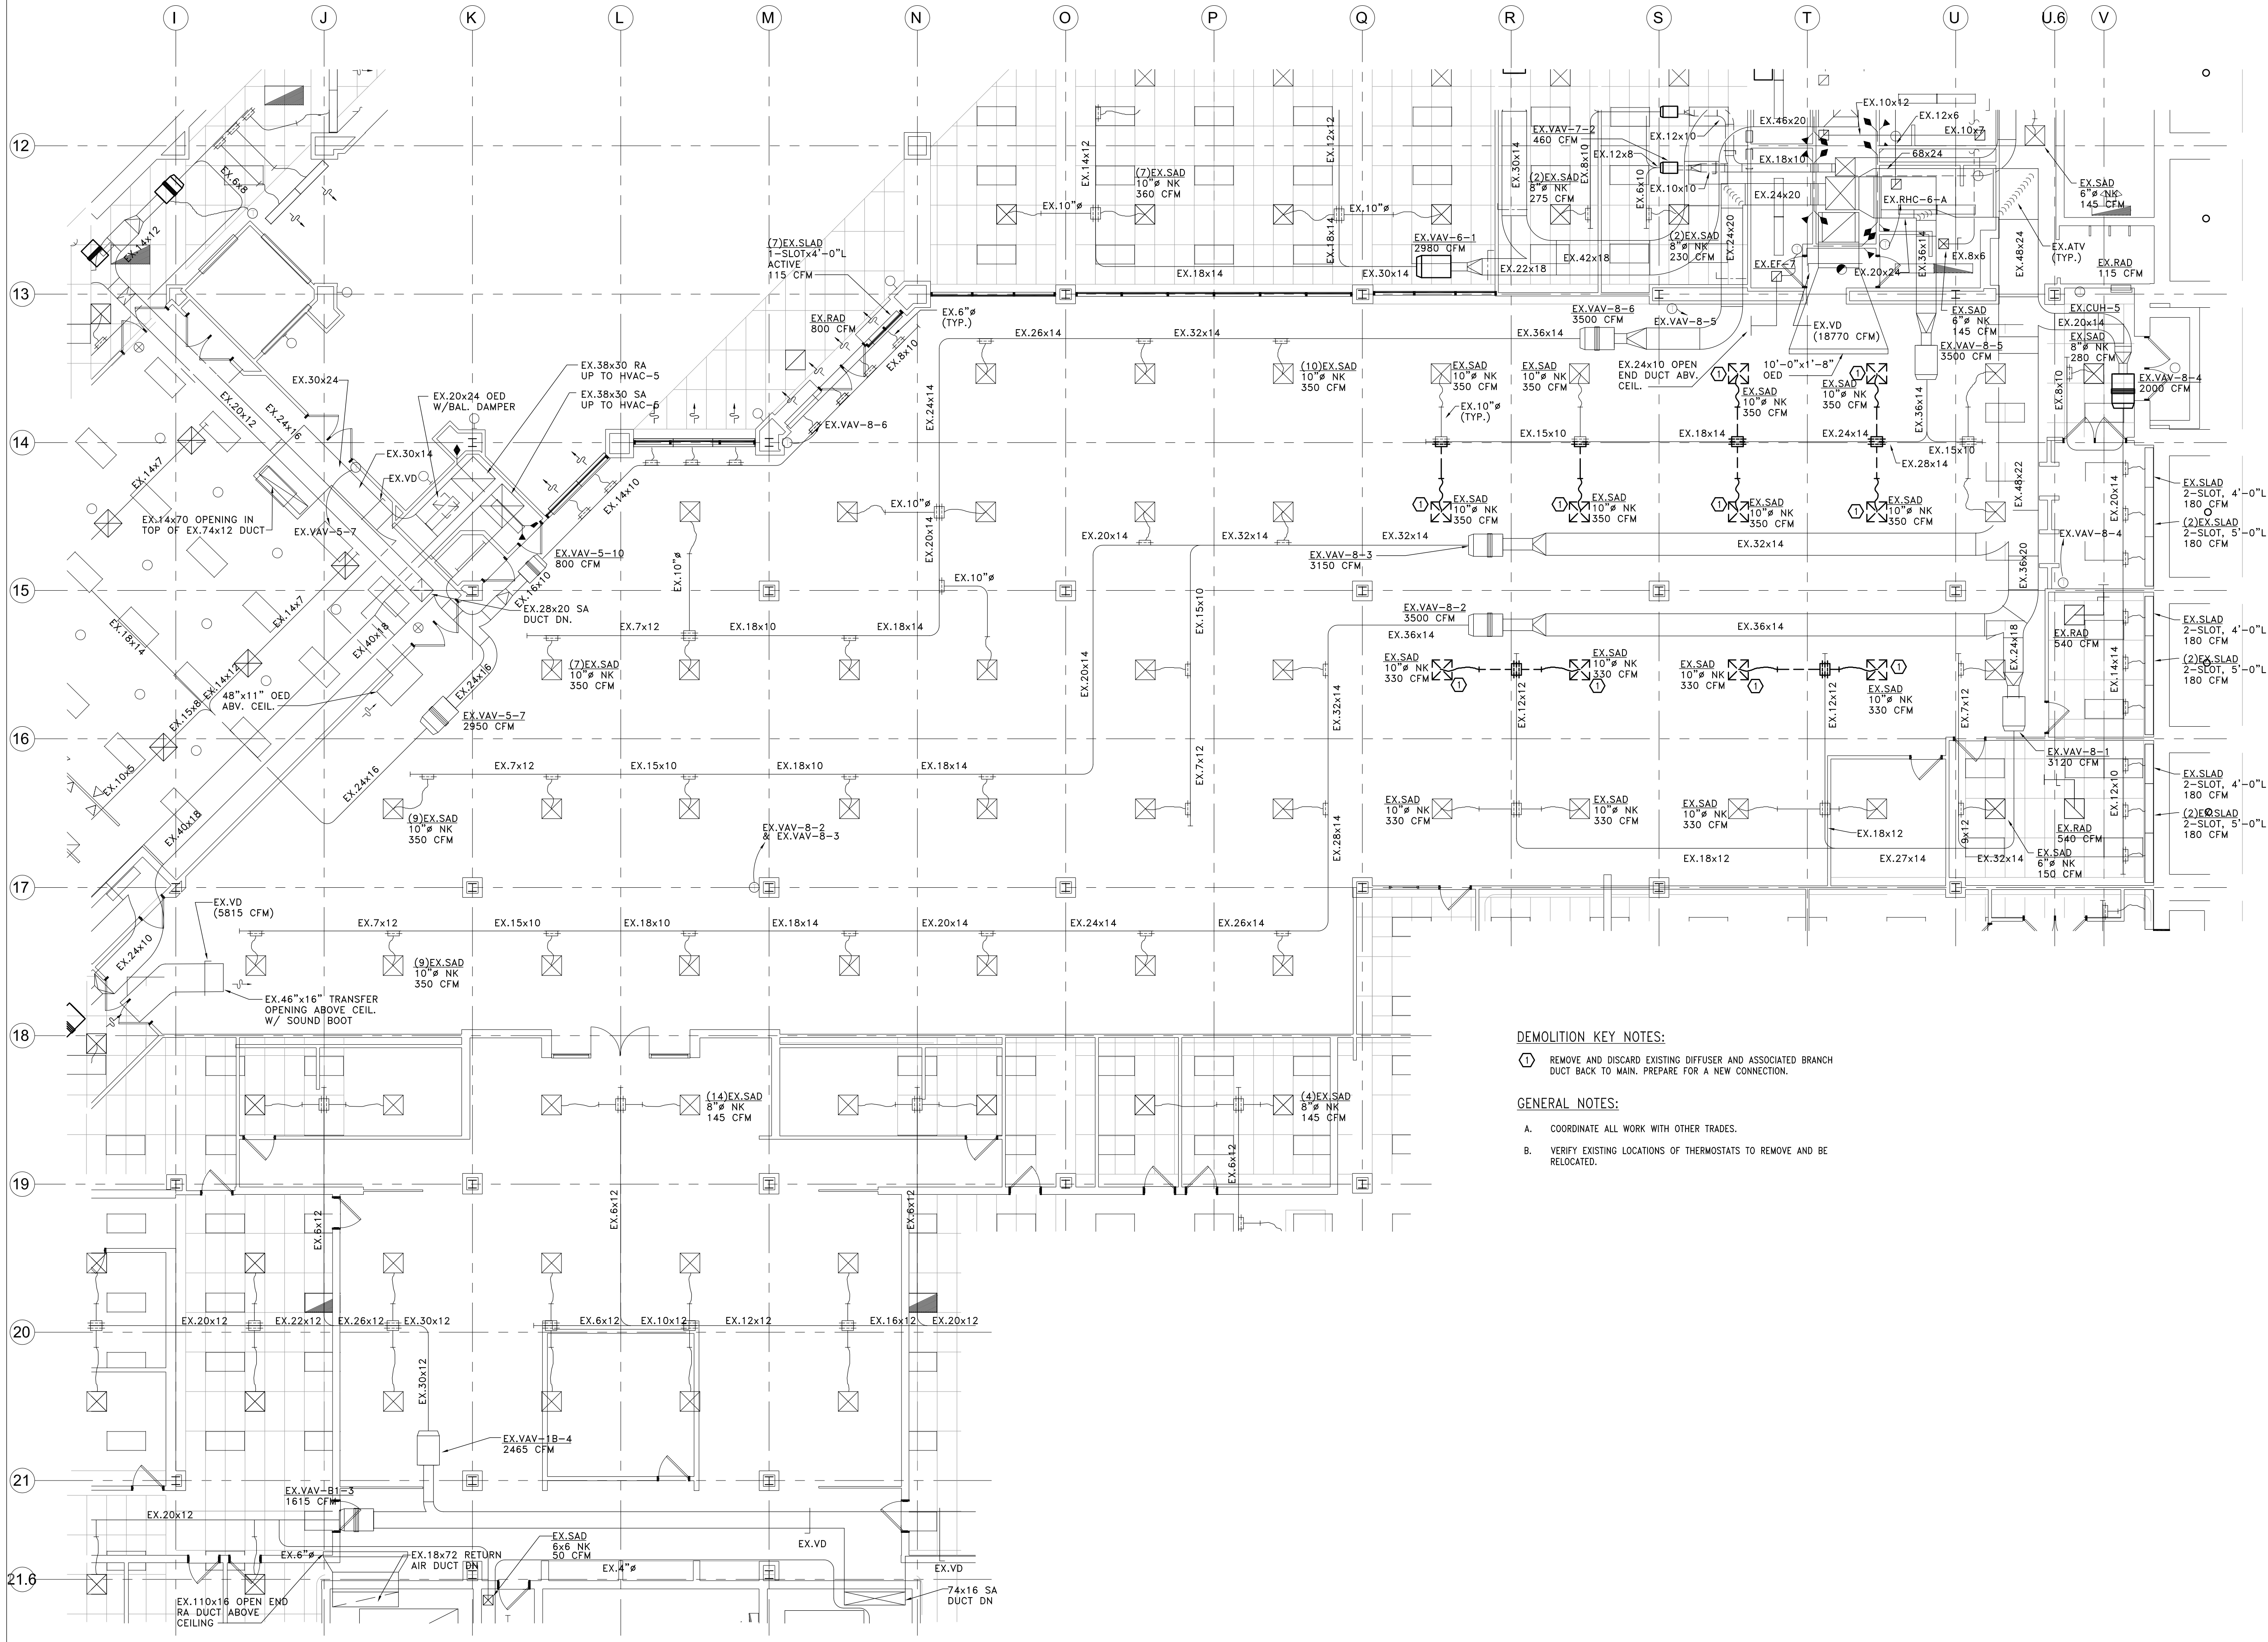 I
J
K
L
M
N
O
P
Q
R
S
T
U
U.6
V
12
13
14
15
16
17
18
19
20
21
21.6
EX.6x8
EX.14x12
EX.14x12
EX.12x12
EX.30x14
EX.VAV-7-2
460 CFM
EX.8x10
EX.12x8
EX.6x10
EX.10x10
EX.12x10
EX.46x20
EX.10x12
EX.12x6
EX.10x7
EX.18x10
68x24
EX.24x20
EX.RHC-6-A
EX.SAD
6"ø NK
145 CFM
(7)EX.SAD
10"ø NK
360 CFM
(2)EX.SAD
8"ø NK
275 CFM
EX.10"ø
EX.10"ø
EX.18x14
EX.VAV-6-1
2980 CFM
(2)EX.SAD
8"ø NK
230 CFM
EX.24x20
EX.36x14
EX.48x24
EX.ATV
(TYP.)
EX.8x6
EX.RAD
115 CFM
EX.18x14
EX.30x14
EX.22x18
EX.42x18
EX.EF-7
EX.20x24
(7)EX.SLAD
1-SLOTx4'-0"L
ACTIVE
115 CFM
EX.RAD
800 CFM
EX.6"ø
(TYP.)
EX.8x10
EX.26x14
EX.32x14
EX.36x14
EX.VAV-8-6
3500 CFM
EX.VAV-8-5
EX.VD
(18770 CFM)
EX.SAD
6"ø NK
145 CFM
EX.VAV-8-5
3500 CFM
EX.CUH-5
EX.20x14
EX.SAD
8"ø NK
280 CFM
EX.VAV-8-4
2000 CFM
EX.8x10
EX.30x24
EX.38x30 RA
UP TO HVAC-5
EX.38x30 SA
UP TO HVAC-5
EX.20x24 OED
W/BAL. DAMPER
EX.20x12
EX.24x16
EX.24x14
EX.VAV-8-6
(10)EX.SAD
10"ø NK
350 CFM
EX.SAD
10"ø NK
350 CFM
EX.SAD
10"ø NK
350 CFM
EX.24x10 OPEN
END DUCT ABV.
CEIL.
10'-0"x1'-8"
OED
1
EX.SAD
10"ø NK
350 CFM
1
EX.SAD
10"ø NK
350 CFM
EX.36x14
EX.10"ø
(TYP.)
EX.15x10
EX.18x14
EX.24x14
EX.15x10
EX.28x14
EX.14x7
EX.30x14
EX.VD
EX.14x70 OPENING IN
TOP OF EX.74x12 DUCT
EX.VAV-5-7
EX.14x10
EX.10"ø
EX.20x14
1
EX.SAD
10"ø NK
350 CFM
1
EX.SAD
10"ø NK
350 CFM
1
EX.SAD
10"ø NK
350 CFM
1
EX.SAD
10"ø NK
350 CFM
EX.48x22
EX.20x14
EX.SLAD
2-SLOT, 4'-0"L
180 CFM
(2)EX.SLAD
2-SLOT, 5'-0"L
180 CFM
EX.VAV-8-4
EX.VAV-5-10
800 CFM
EX.16x10
EX.10"ø
EX.10"ø
EX.20x14
EX.32x14
EX.32x14
EX.VAV-8-3
3150 CFM
EX.32x14
EX.36x20
EX.28x20 SA
DUCT DN.
EX.14x7
EX.18x14
EX.40x18
EX.7x12
EX.18x10
EX.18x14
EX.15x10
EX.VAV-8-2
3500 CFM
EX.36x14
EX.36x14
EX.24x18
EX.RAD
540 CFM
EX.14x14
EX.SLAD
2-SLOT, 4'-0"L
180 CFM
(2)EX.SLAD
2-SLOT, 5'-0"L
180 CFM
(7)EX.SAD
10"ø NK
350 CFM
EX.24x16
EX.14x12
EX.15x8
48"x11" OED
ABV. CEIL.
EX.VAV-5-7
2950 CFM
EX.20x14
EX.32x14
EX.SAD
10"ø NK
330 CFM
1
EX.SAD
10"ø NK
330 CFM
1
EX.12x12
EX.SAD
10"ø NK
330 CFM
1
EX.12x12
1
EX.SAD
10"ø NK
330 CFM
EX.7x12
EX.VAV-8-1
3120 CFM
EX.10x5
EX.24x16
EX.7x12
EX.15x10
EX.18x10
EX.18x14
EX.7x12
EX.12x10
EX.SLAD
2-SLOT, 4'-0"L
180 CFM
(2)EX.SLAD
2-SLOT, 5'-0"L
180 CFM
(9)EX.SAD
10"ø NK
350 CFM
EX.40x18
EX.VAV-8-2
& EX.VAV-8-3
EX.28x14
EX.SAD
10"ø NK
330 CFM
EX.SAD
10"ø NK
330 CFM
EX.SAD
10"ø NK
330 CFM
EX.18x12
9x12
EX.RAD
540 CFM
EX.18x12
EX.27x14
EX.32x14
EX.SAD
6"ø NK
150 CFM
EX.VD
(5815 CFM)
EX.24x10
EX.7x12
EX.15x10
EX.18x10
EX.18x14
EX.20x14
EX.24x14
EX.26x14
(9)EX.SAD
10"ø NK
350 CFM
EX.46"x16" TRANSFER
OPENING ABOVE CEIL.
W/ SOUND BOOT
(14)EX.SAD
8"ø NK
145 CFM
(4)EX.SAD
8"ø NK
145 CFM
EX.6x12
EX.6x12
EX.6x12
EX.6x12
DEMOLITION KEY NOTES:
1 REMOVE AND DISCARD EXISTING DIFFUSER AND ASSOCIATED BRANCH
DUCT BACK TO MAIN. PREPARE FOR A NEW CONNECTION.
GENERAL NOTES:
A. COORDINATE ALL WORK WITH OTHER TRADES.
B. VERIFY EXISTING LOCATIONS OF THERMOSTATS TO REMOVE AND BE
RELOCATED.
EX.20x12
EX.22x12
EX.26x12
EX.30x12
EX.6x12
EX.10x12
EX.12x12
EX.16x12
EX.20x12
EX.30x12
EX.VAV-1B-4
2465 CFM
EX.VAV-B1-3
1615 CFM
EX.20x12
EX.SAD
6x6 NK
50 CFM
EX.VD
EX.VD
EX.6"ø
EX.18x72 RETURN
AIR DUCT DN
EX.4"ø
EX.110x16 OPEN END
RA DUCT ABOVE
CEILING
74x16 SA
DUCT DN